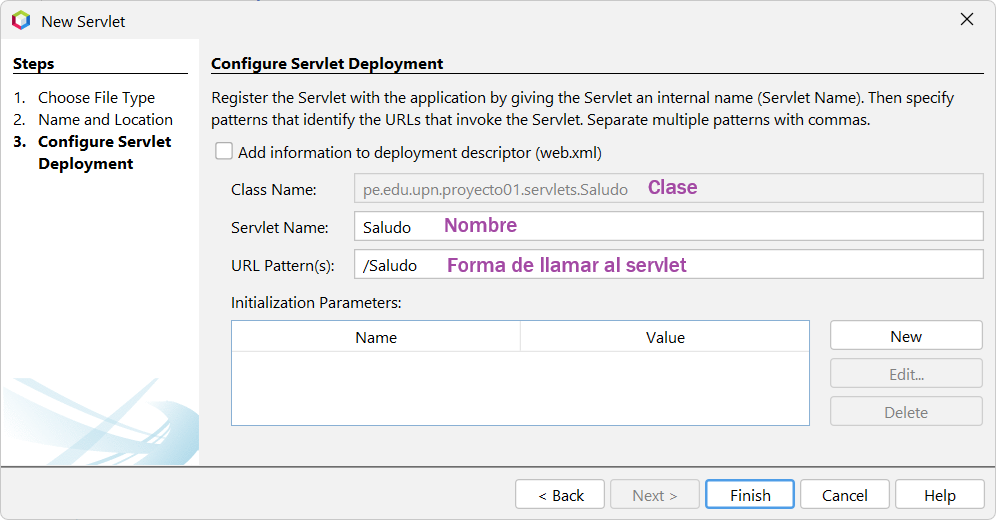 New Servlet
Steps
1. Choose File Type
2. Name and Location
3. Configure Servlet
Deployment
Configure Servlet Deployment
Register the Servlet with the application by giving the Servlet an internal name (Servlet Name). Then specify
patterns that identify the URLs that invoke the Servlet. Separate multiple patterns with commas.
Add information to deployment descriptor (web.xml)
Class Name: pe.edu.upn.proyecto01.servlets.Saludo Clase
Servlet Name: Saludo Nombre
URL Pattern(s): /Saludo Forma de llamar al servlet
Initialization Parameters:
Name Value
New
Edit...
Delete
< Back Next > Finish Cancel Help